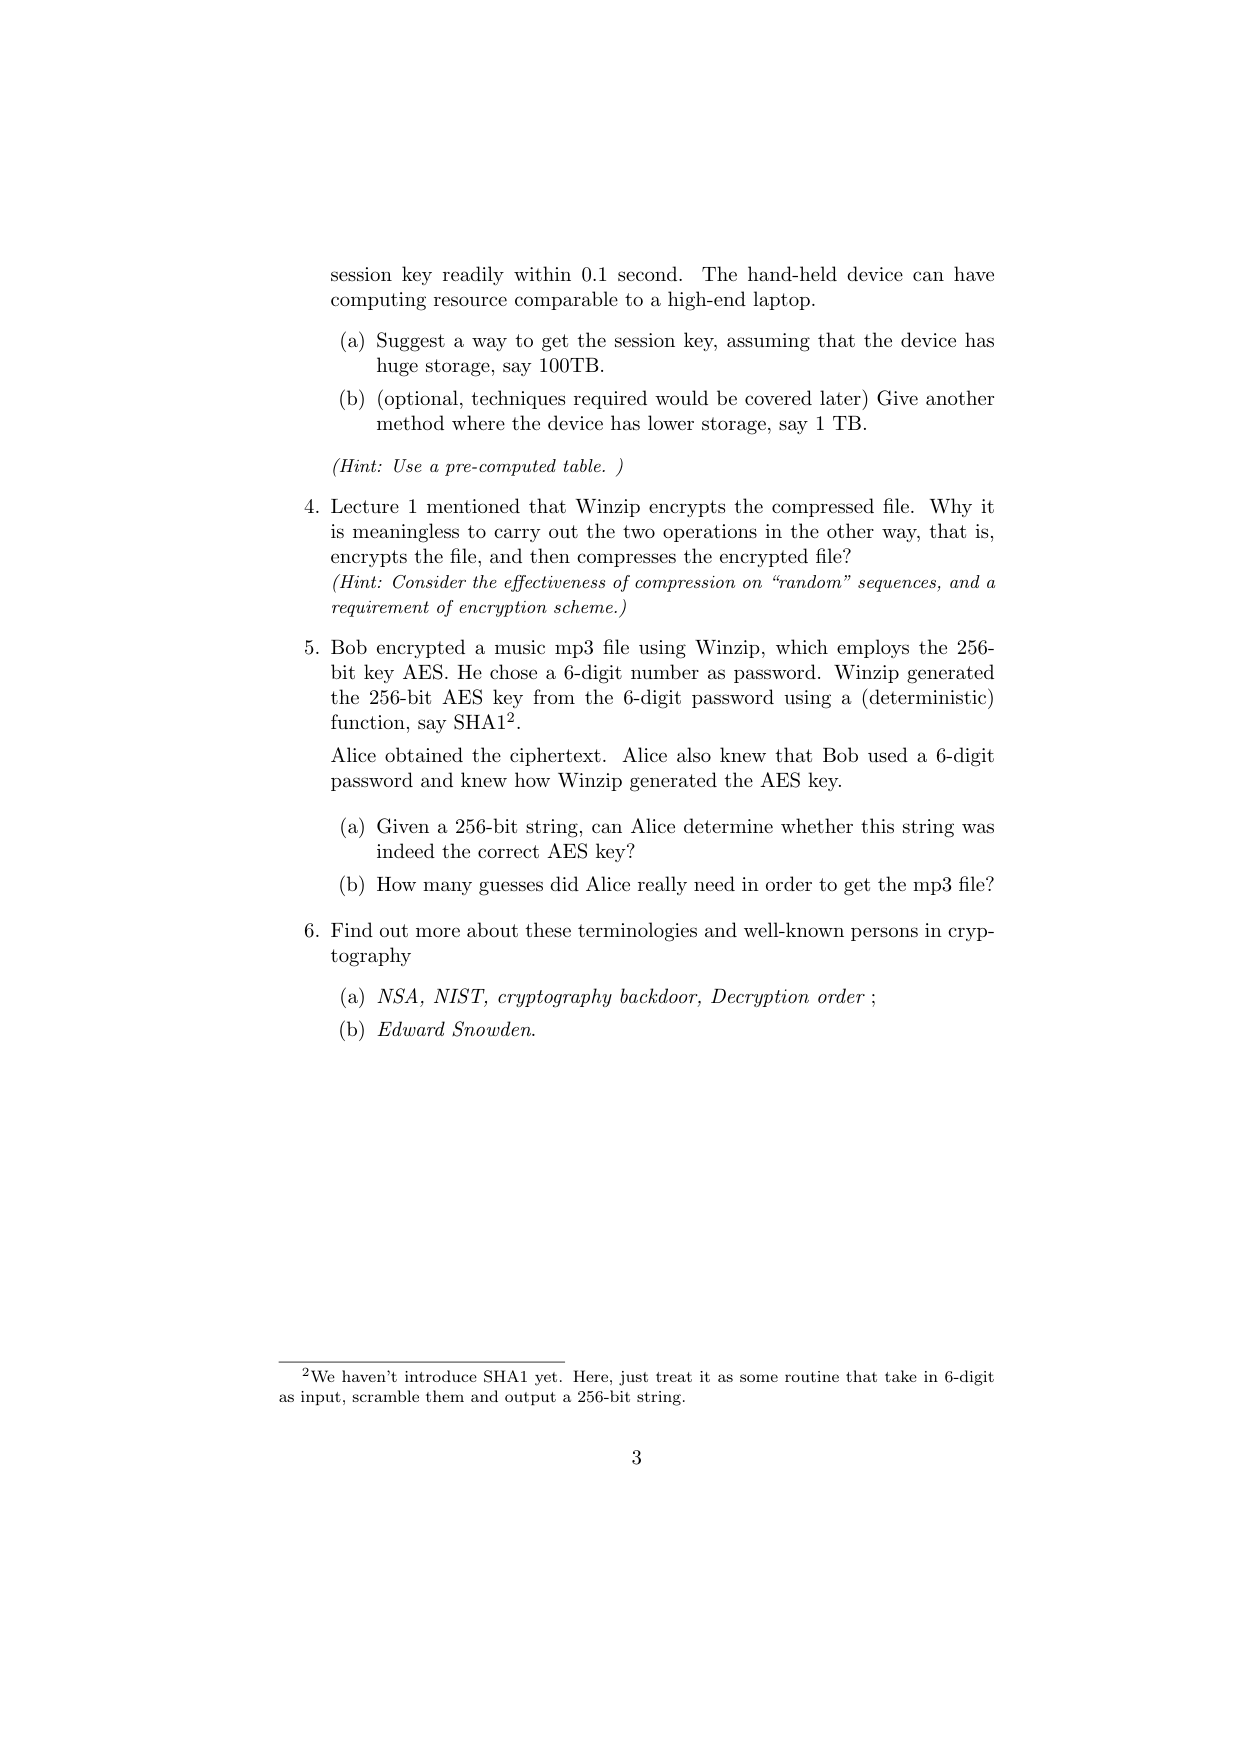 session key readily within 0.1 second. The hand-held device can have
computing resource comparable to a high-end laptop.
(a) Suggest a way to get the session key, assuming that the device has
huge storage, say 100TB.
(b) (optional, techniques required would be covered later) Give another
method where the device has lower storage, say 1 TB.
(Hint: Use a pre-computed table. )
4. Lecture 1 mentioned that Winzip encrypts the compressed file. Why it
is meaningless to carry out the two operations in the other way, that is,
encrypts the file, and then compresses the encrypted file?
(Hint: Consider the effectiveness of compression on “random” sequences, and a
requirement of encryption scheme.)
5. Bob encrypted a music mp3 file using Winzip, which employs the 256-
bit key AES. He chose a 6-digit number as password. Winzip generated
the 256-bit AES key from the 6-digit password using a (deterministic)
function, say SHA1².
Alice obtained the ciphertext. Alice also knew that Bob used a 6-digit
password and knew how Winzip generated the AES key.
(a) Given a 256-bit string, can Alice determine whether this string was
indeed the correct AES key?
(b) How many guesses did Alice really need in order to get the mp3 file?
6. Find out more about these terminologies and well-known persons in cryp-
tography
(a) NSA, NIST, cryptography backdoor, Decryption order ;
(b) Edward Snowden.
²We haven’t introduce SHA1 yet. Here, just treat it as some routine that take in 6-digit
as input, scramble them and output a 256-bit string.
3